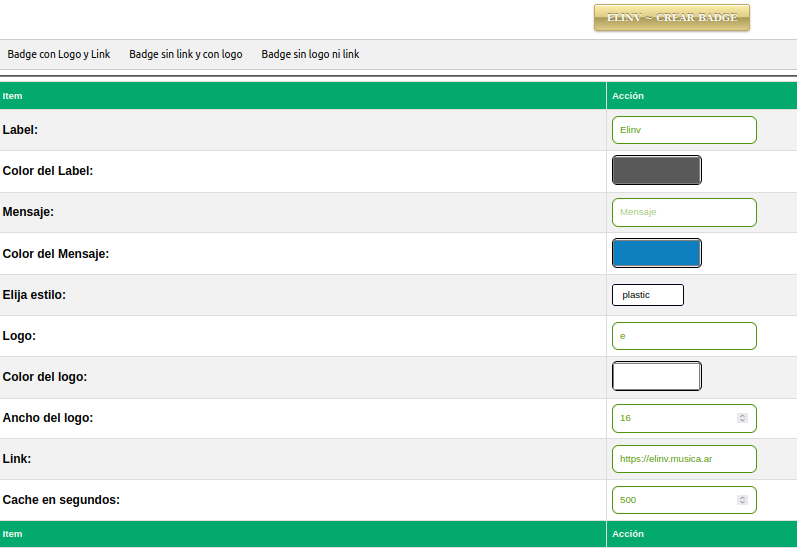 ELINV ~ CREAR BADGE
Badge con Logo y Link Badge sin link y con logo Badge sin logo ni link
Item Acción
Label: Elinv
Color del Label:
Mensaje: Mensaje
Color del Mensaje:
Elija estilo: plastic
Logo: e
Color del logo:
Ancho del logo: 16
Link: https://elinv.musica.ar
Cache en segundos: 500
Item Acción